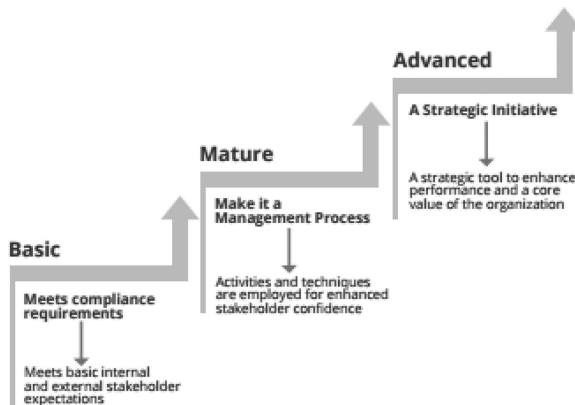 Advanced
A Strategic Initiative
A strategic tool to enhance
performance and a core
value of the organization
Mature
Make it a
Management Process
Activities and techniques
are employed for enhanced
stakeholder confidence
Basic
Meets compliance
requirements
Meets basic internal
and external stakeholder
expectations